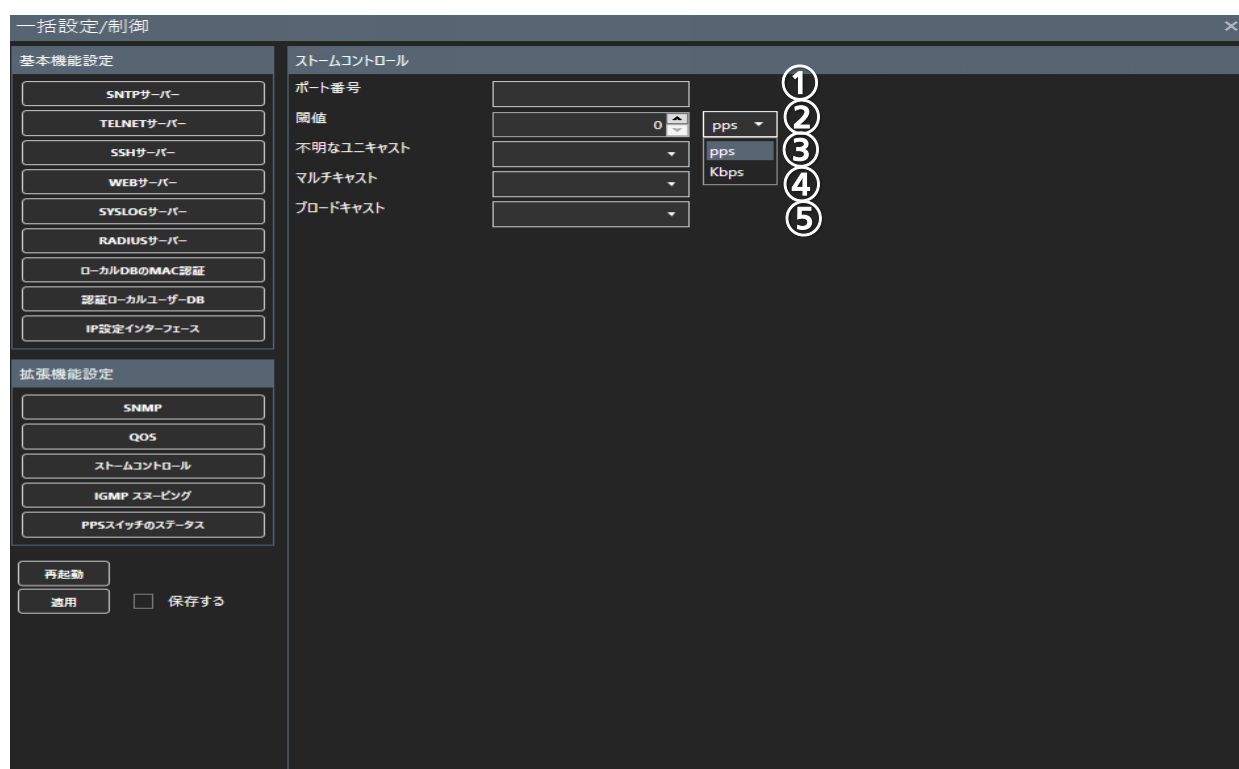 一括設定/制御 ×
基本機能設定
SNTPサーバー
TELNETサーバー
SSHサーバー
WEBサーバー
SYSLOGサーバー
RADIUSサーバー
ローカルDBのMAC認証
認証ローカルユーザーDB
IP設定インターフェース
拡張機能設定
SNMP
QOS
ストームコントロール
IGMP スヌーピング
PPSスイッチのステータス
再起動
適用 保存する
ストームコントロール
ポート番号 ①
閾値 0 pps ②
不明なユニキャスト pps ③
Kbps
マルチキャスト ④
ブロードキャスト ⑤